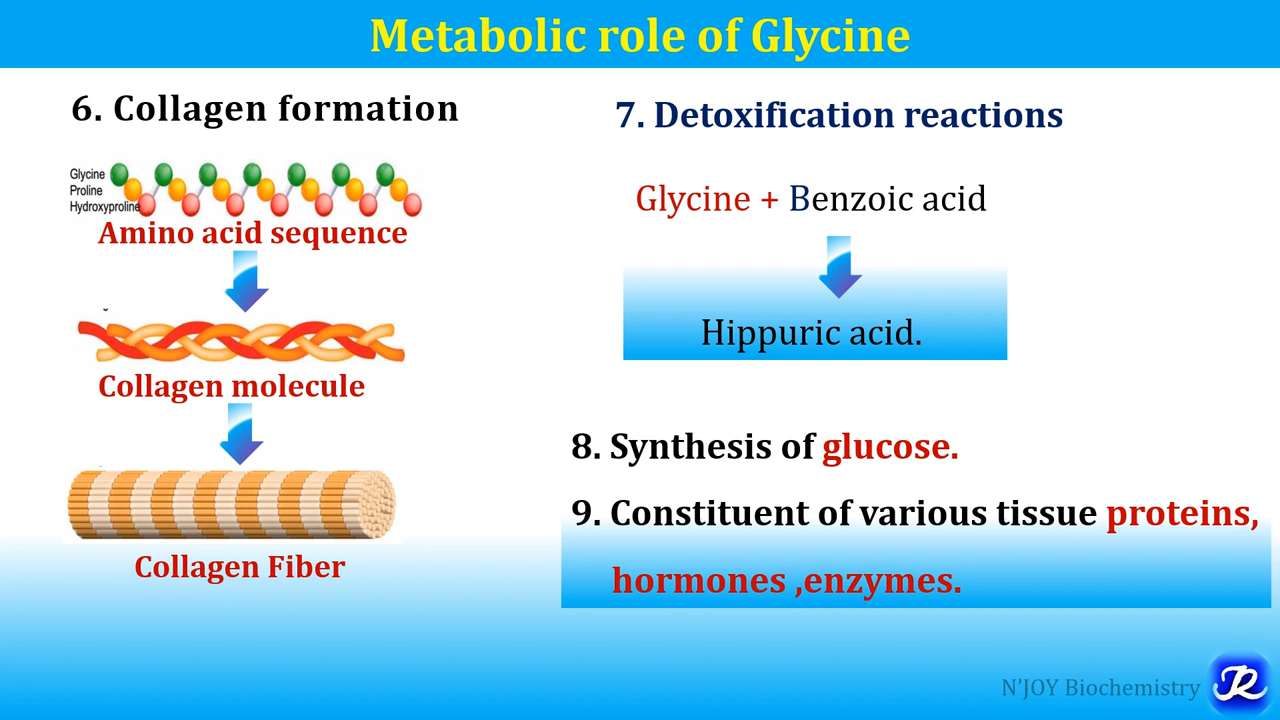 Metabolic role of Glycine
6. Collagen formation
Glycine
Proline
Hydroxyproline
Amino acid sequence
Collagen molecule
Collagen Fiber
7. Detoxification reactions
Glycine + Benzoic acid
Hippuric acid.
8. Synthesis of glucose.
9. Constituent of various tissue proteins,
hormones ,enzymes.
N'JOY Biochemistry
JR